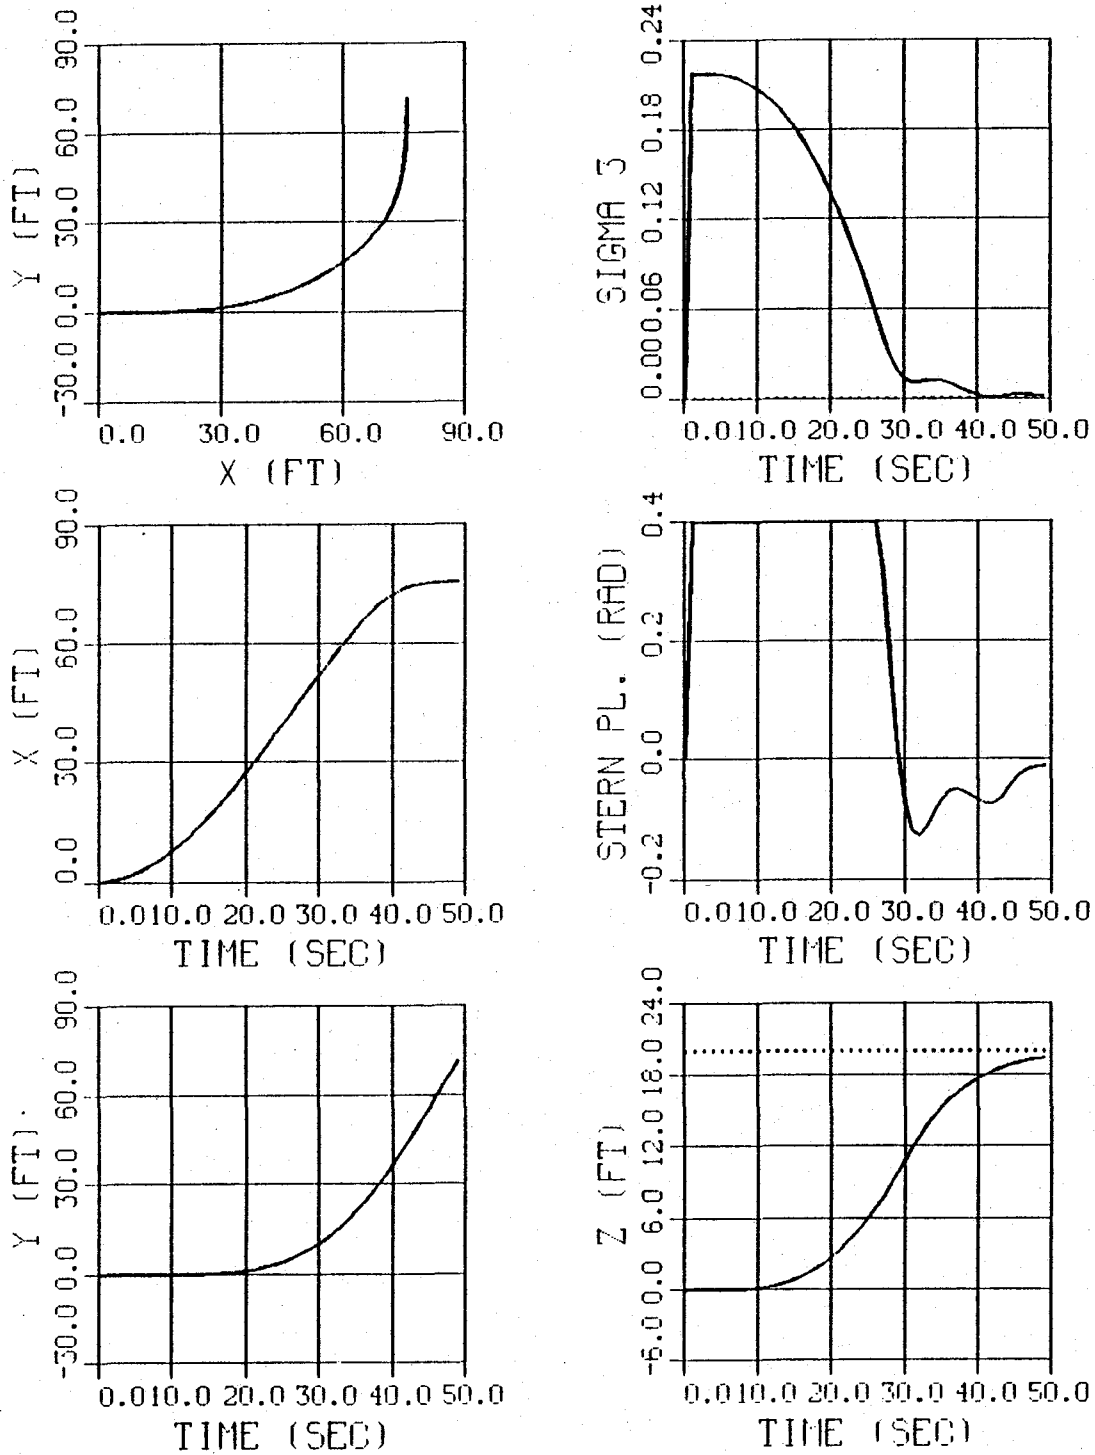 90.0
60.0
30.0
0.0
-30.0
Y (FT)
0.0 30.0 60.0 90.0
X (FT)
0.24
0.18
0.12
0.06
0.00
SIGMA 3
0.0 10.0 20.0 30.0 40.0 50.0
TIME (SEC)
90.0
60.0
30.0
0.0
X (FT)
0.0 10.0 20.0 30.0 40.0 50.0
TIME (SEC)
0.4
0.2
0.0
-0.2
STERN PL. (RAD)
0.0 10.0 20.0 30.0 40.0 50.0
TIME (SEC)
90.0
60.0
30.0
0.0
-30.0
Y (FT)
0.0 10.0 20.0 30.0 40.0 50.0
TIME (SEC)
24.0
18.0
12.0
6.0
0.0
-6.0
Z (FT)
0.0 10.0 20.0 30.0 40.0 50.0
TIME (SEC)